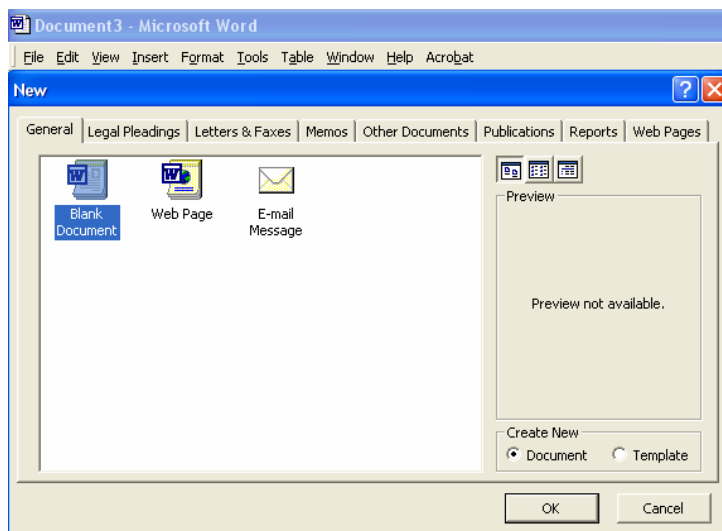 Document3 - Microsoft Word
File Edit View Insert Format Tools Table Window Help Acrobat
New
General Legal Pleadings Letters & Faxes Memos Other Documents Publications Reports Web Pages
Blank Document
Web Page
E-mail Message
Preview
Preview not available.
Create New
Document Template
OK Cancel